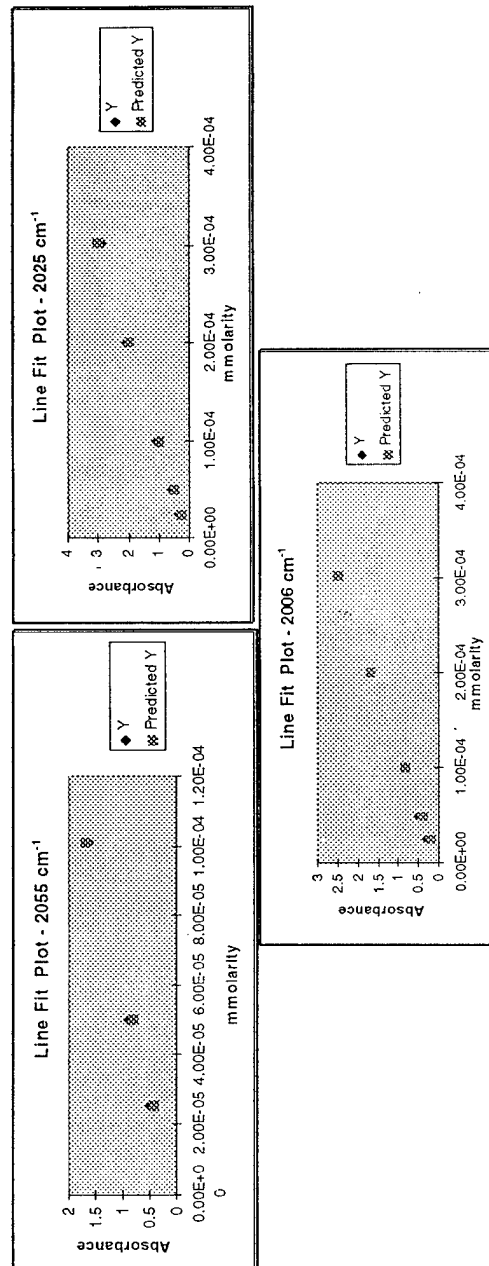 Line Fit Plot - 2055 cm-1
Absorbance
2
1.5
1
0.5
0
0.00E+0
0
2.00E-05
4.00E-05
6.00E-05
8.00E-05
1.00E-04
1.20E-04
mmolarity
Y
Predicted Y
Line Fit Plot - 2025 cm-1
Absorbance
4
3
2
1
0
0.00E+00
1.00E-04
2.00E-04
3.00E-04
4.00E-04
mmolarity
Y
Predicted Y
Line Fit Plot - 2006 cm-1
Absorbance
3
2.5
2
1.5
1
0.5
0
0.00E+00
1.00E-04
2.00E-04
3.00E-04
4.00E-04
mmolarity
Y
Predicted Y